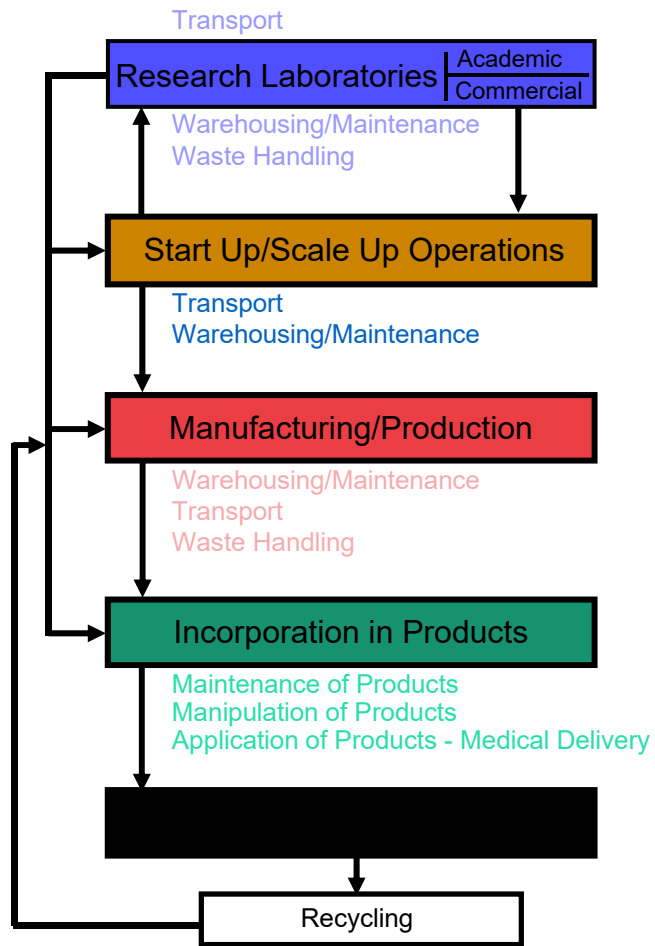 Transport
Research Laboratories
Academic
Commercial
Warehousing/Maintenance
Waste Handling
Start Up/Scale Up Operations
Transport
Warehousing/Maintenance
Manufacturing/Production
Warehousing/Maintenance
Transport
Waste Handling
Incorporation in Products
Maintenance of Products
Manipulation of Products
Application of Products - Medical Delivery
Recycling